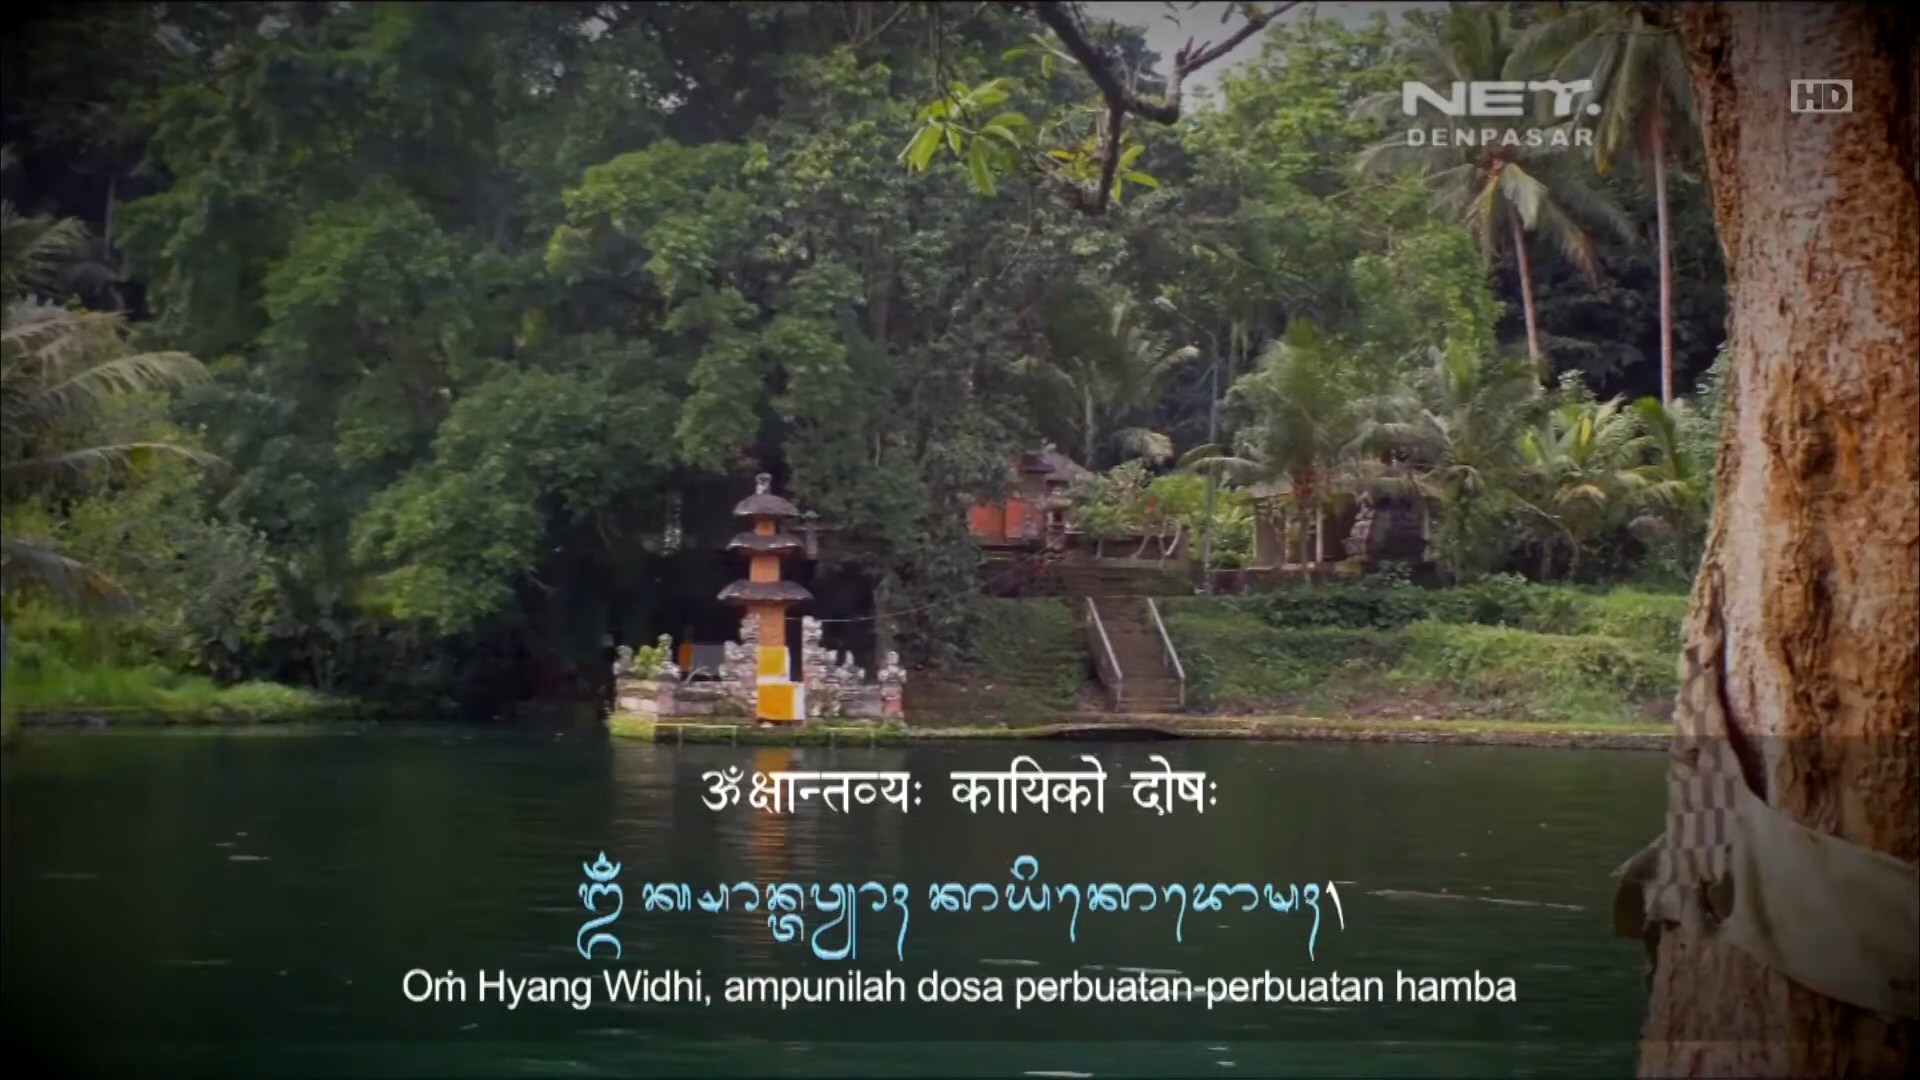 NET.
DENPASAR
HD
ॐक्षान्तव्यः कायिको दोषः
Oṁ Hyang Widhi, ampunilah dosa perbuatan-perbuatan hamba